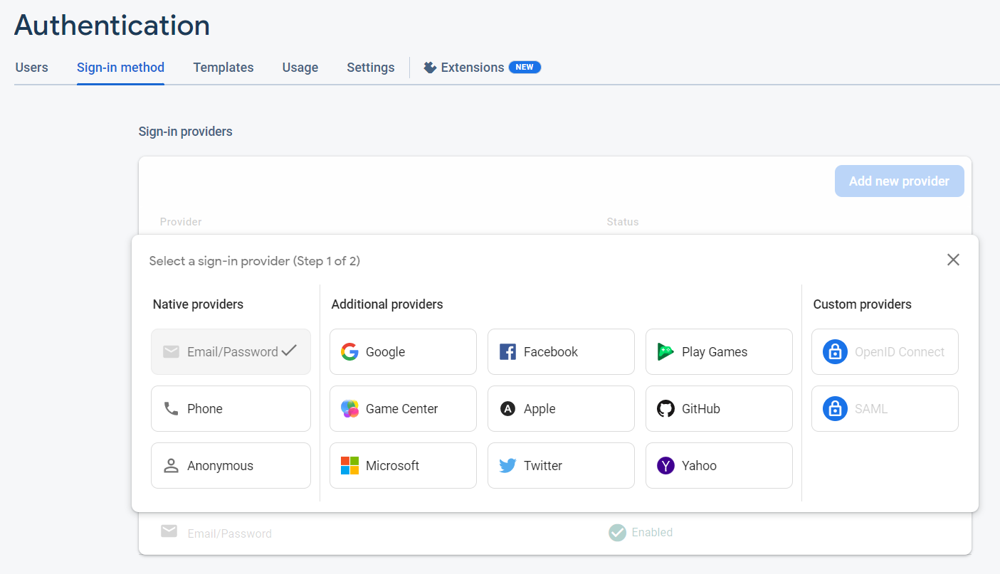 Authentication
Users Sign-in method Templates Usage Settings Extensions NEW
Sign-in providers
Add new provider
Provider Status
Select a sign-in provider (Step 1 of 2)
Native providers Additional providers Custom providers
Email/Password Google Facebook Play Games OpenID Connect
Phone Game Center Apple GitHub SAML
Anonymous Microsoft Twitter Yahoo
Email/Password Enabled